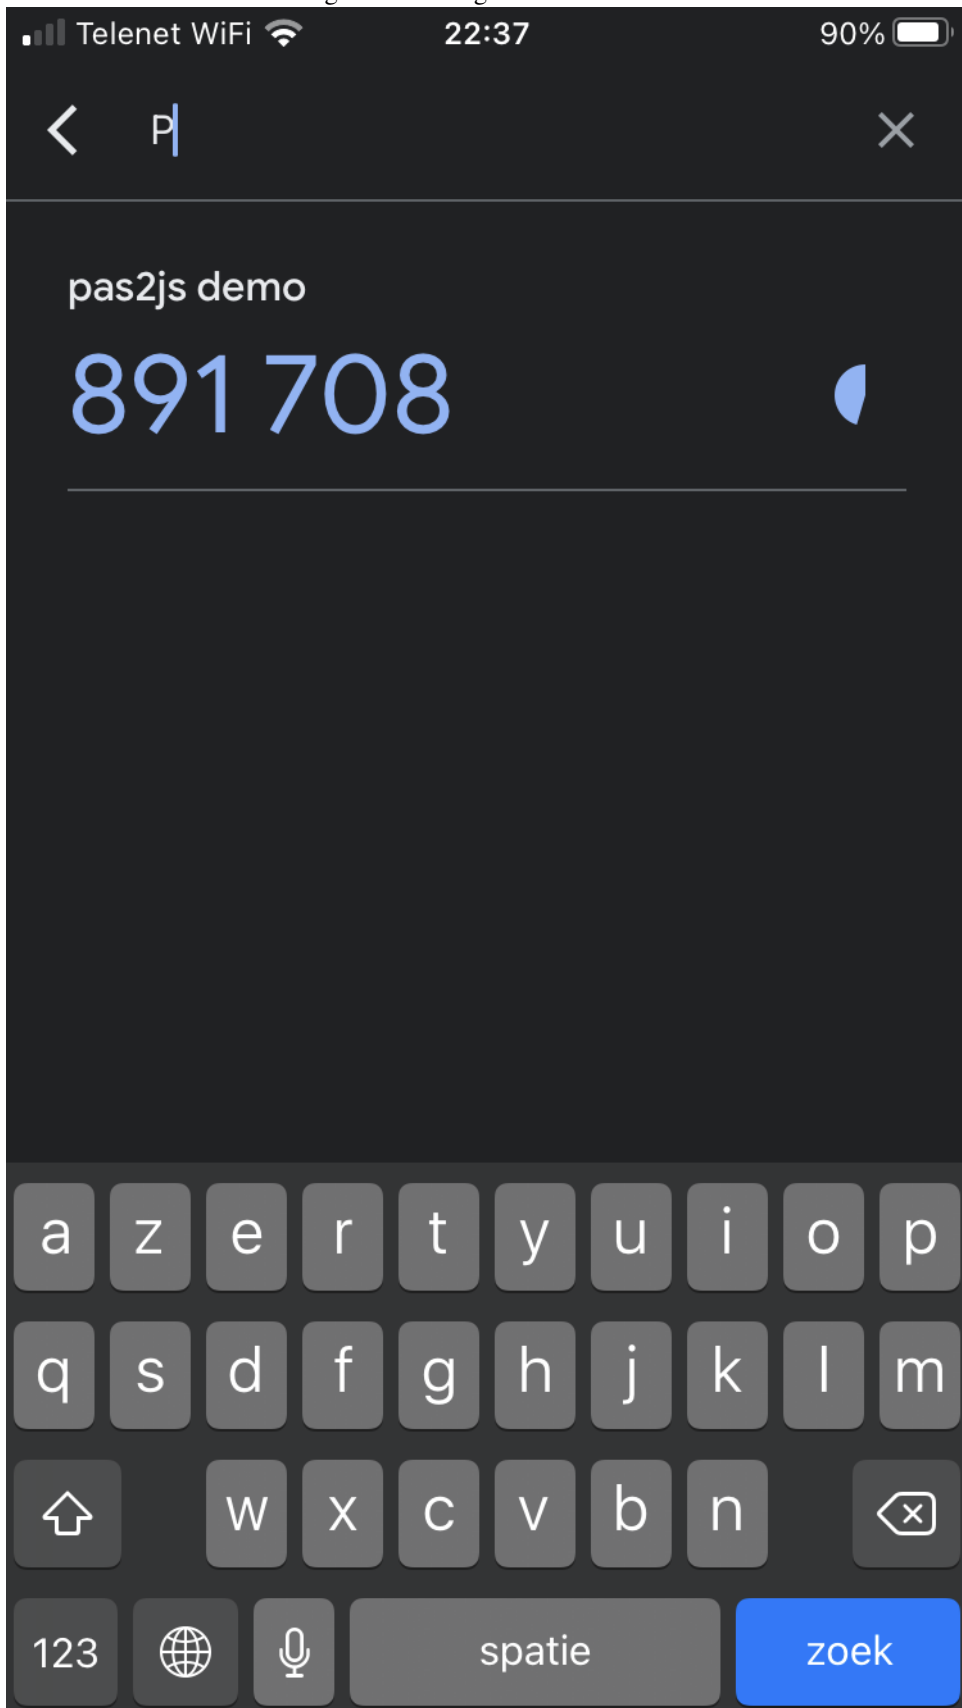 Telenet WiFi 22:37 90%
P
pas2js demo
891 708
a z e r t y u i o p
q s d f g h j k l m
w x c v b n
123 spatie zoek